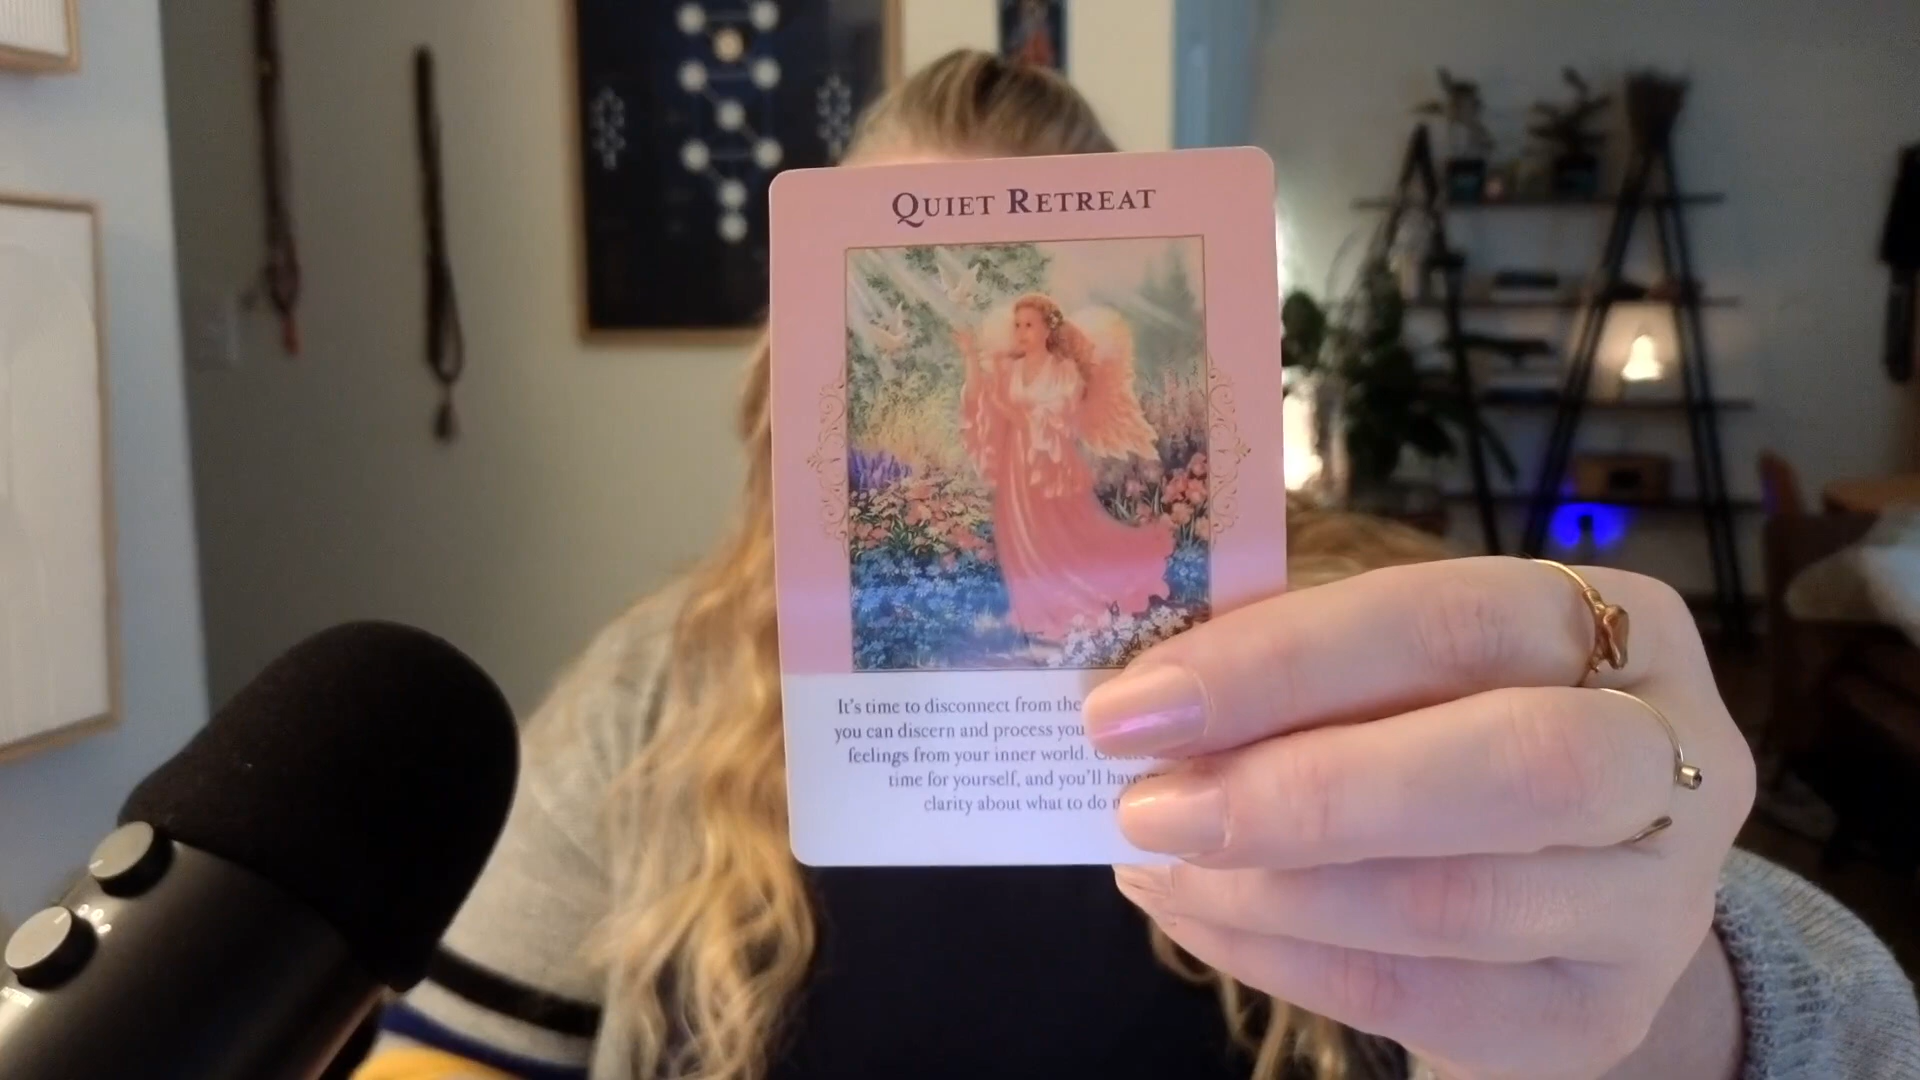 QUIET RETREAT
It's time to disconnect from the
you can discern and process you
feelings from your inner world.
time for yourself, and you'll have
clarity about what to do